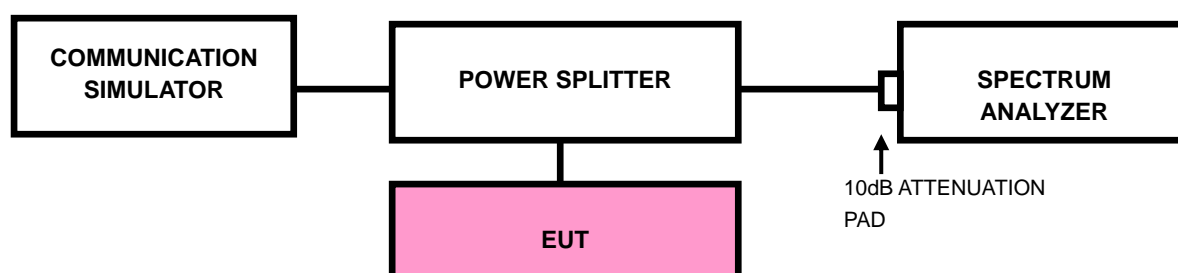 COMMUNICATION
SIMULATOR
POWER SPLITTER
SPECTRUM
ANALYZER
10dB ATTENUATION
PAD
EUT